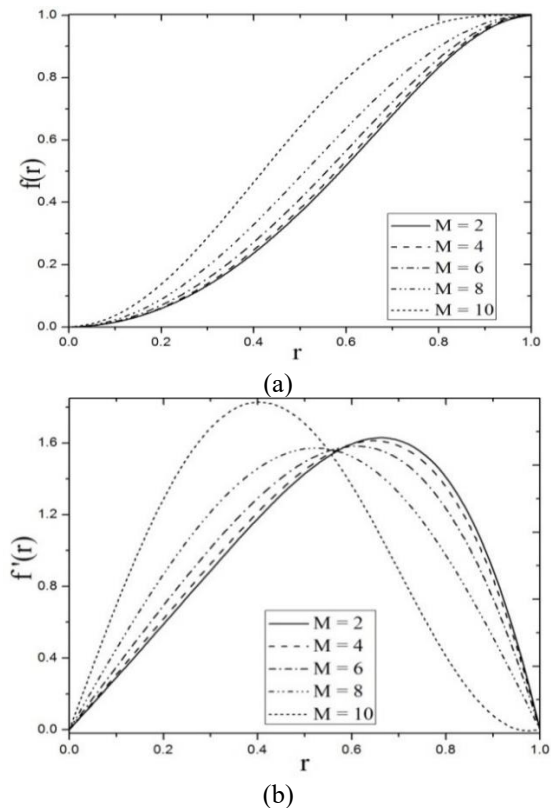 1.0
0.8
0.6
0.4
0.2
0.0
f(r)
M = 2
M = 4
M = 6
M = 8
M = 10
0.0 0.2 0.4 0.6 0.8 1.0
r
(a)
1.6
1.2
0.8
0.4
0.0
f'(r)
M = 2
M = 4
M = 6
M = 8
M = 10
0.0 0.2 0.4 0.6 0.8 1.0
r
(b)